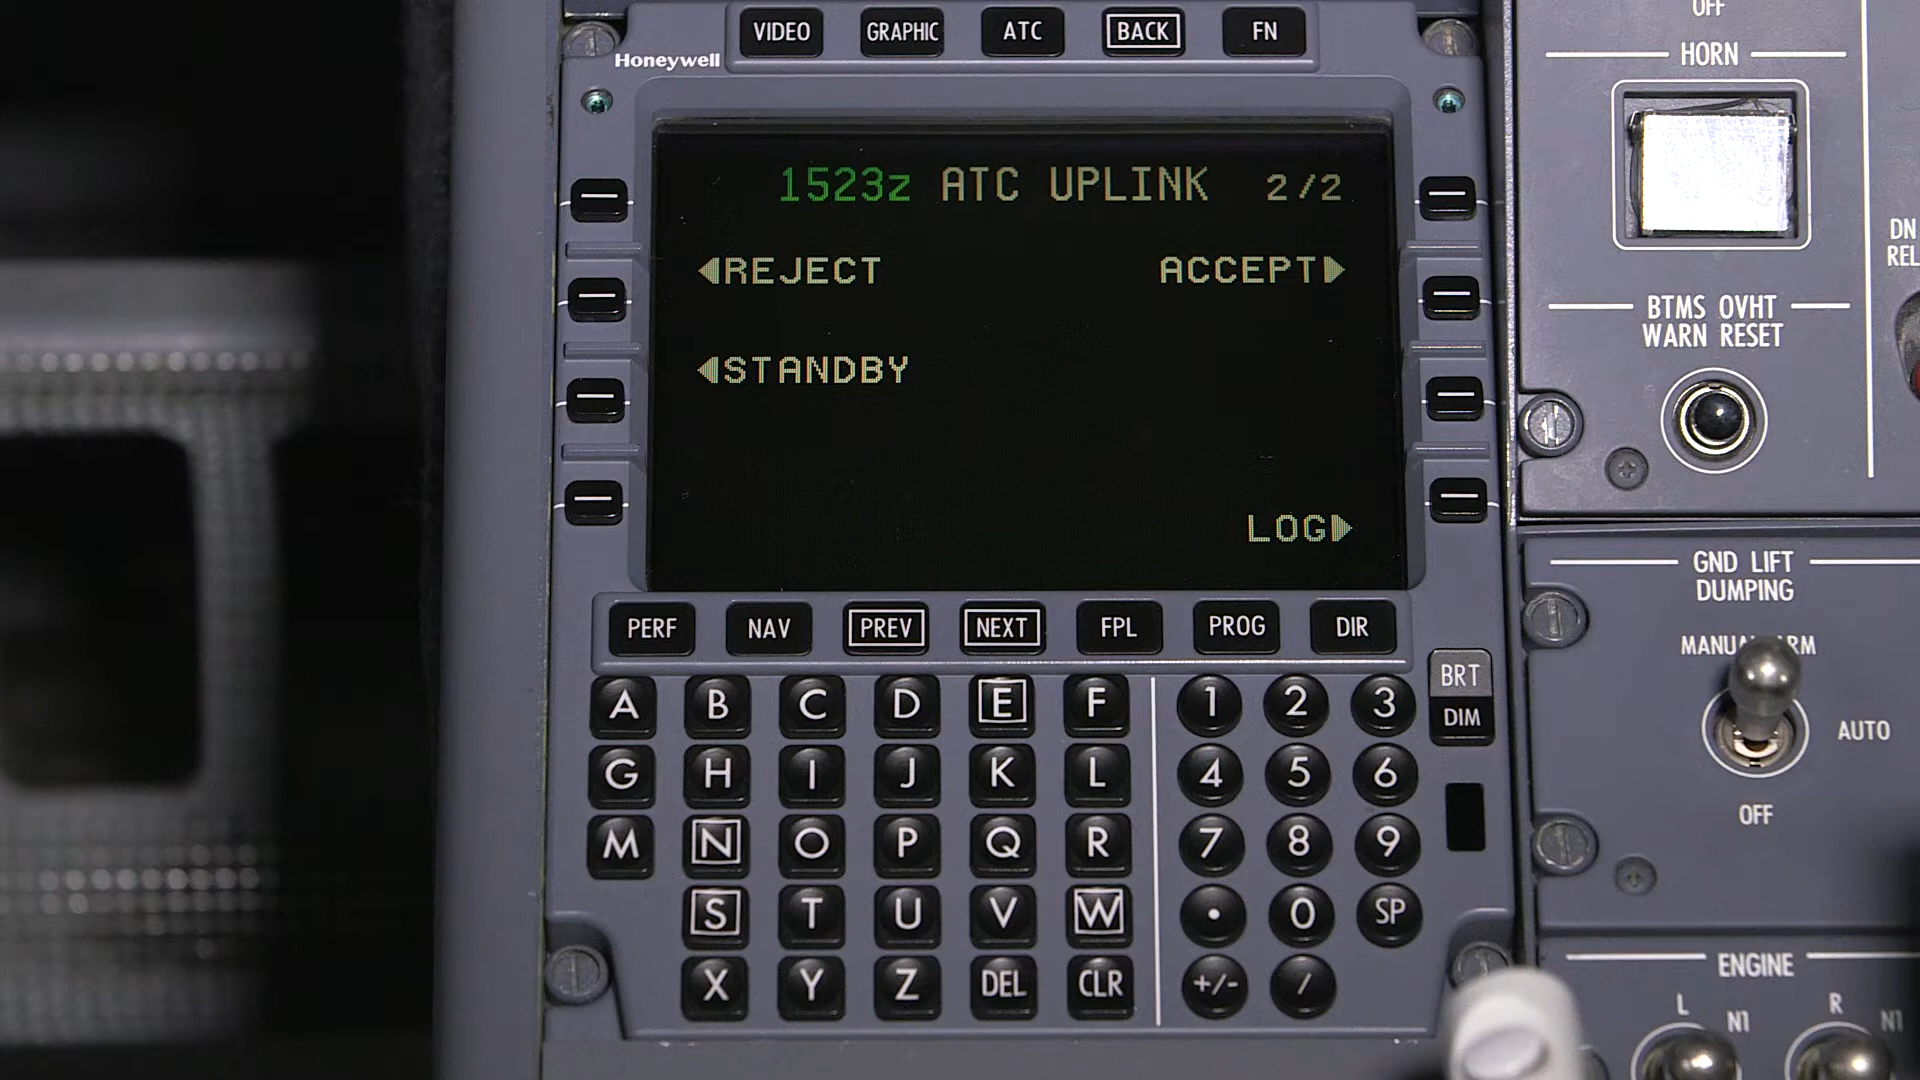 VIDEO GRAPHIC ATC BACK FN
Honeywell
1523z ATC UPLINK 2/2
REJECT ACCEPT
STANDBY
LOG
PERF NAV PREV NEXT FPL PROG DIR
BRT
DIM
A B C D E F 1 2 3
G H I J K L 4 5 6
M N O P Q R 7 8 9
S T U V W • 0 SP
X Y Z DEL CLR +/- /
OFF
HORN
DN
REL
BTMS OVHT
WARN RESET
GND LIFT
DUMPING
AUTO
OFF
ENGINE
L R
N1 N1